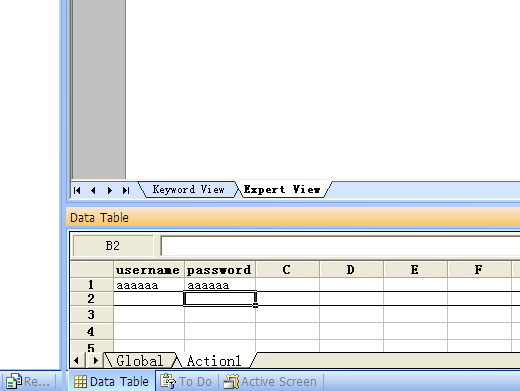 Keyword View Expert View
Data Table
B2
username password C D E F
1 aaaaaa aaaaaa
2
3
4
5
Global Action1
Re... Data Table To Do Active Screen